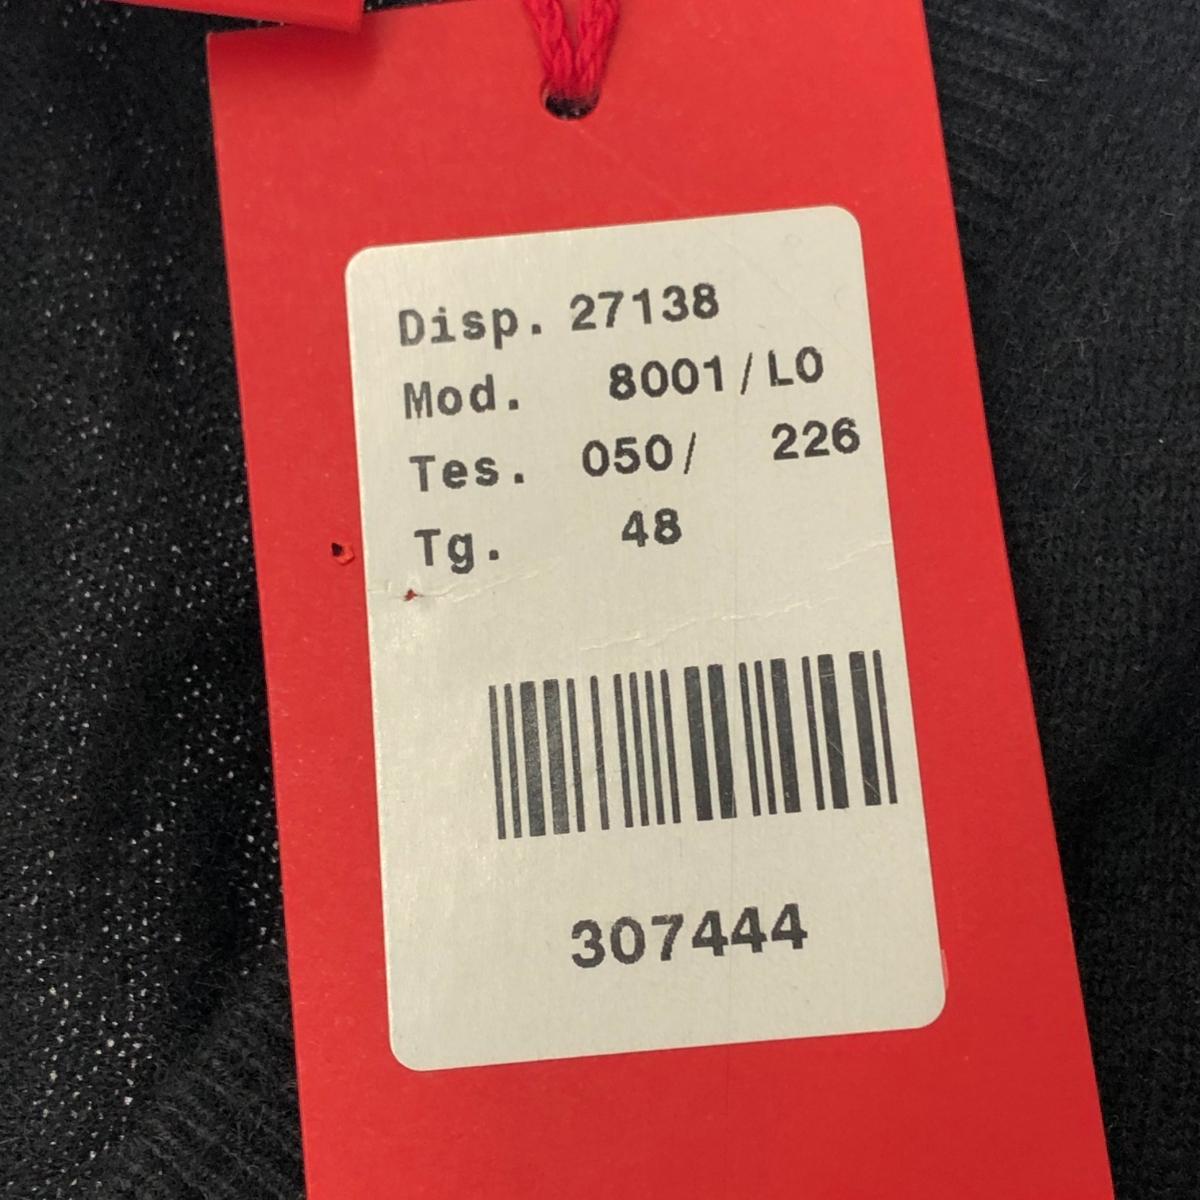 Disp. 27138
Mod. 8001/LO
Tes. 050/ 226
Tg. 48
307444